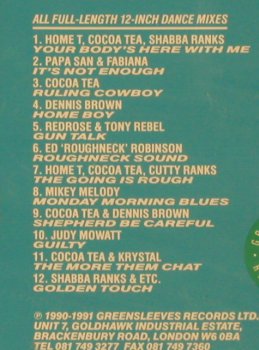 ALL FULL-LENGTH 12-INCH DANCE MIXES
1. HOME T, COCOA TEA, SHABBA RANKS
YOUR BODY'S HERE WITH ME
2. PAPA SAN & FABIANA
IT'S NOT ENOUGH
3. COCOA TEA
RULING COWBOY
4. DENNIS BROWN
HOME BOY
5. REDROSE & TONY REBEL
GUN TALK
6. ED 'ROUGHNECK' ROBINSON
ROUGHNECK SOUND
7. HOME T, COCOA TEA, CUTTY RANKS
THE GOING IS ROUGH
8. MIKEY MELODY
MONDAY MORNING BLUES
9. COCOA TEA & DENNIS BROWN
SHEPHERD BE CAREFUL
10. JUDY MOWATT
GUILTY
11. COCOA TEA & KRYSTAL
THE MORE THEM CHAT
12. SHABBA RANKS & ETC.
GOLDEN TOUCH
℗ 1990-1991 GREENSLEEVES RECORDS LTD.
UNIT 7, GOLDHAWK INDUSTRIAL ESTATE,
BRACKENBURY ROAD, LONDON W6 0BA
TEL 081 749 3277 FAX 081 749 7360